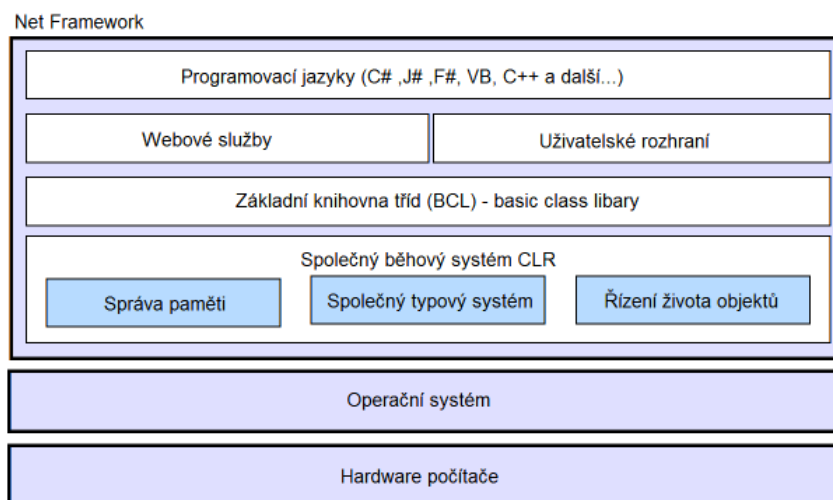 Net Framework
Programovací jazyky (C# ,J# ,F#, VB, C++ a další...)
Webové služby
Uživatelské rozhraní
Základní knihovna tříd (BCL) - basic class libary
Společný běhový systém CLR
Správa paměti
Společný typový systém
Řízení života objektů
Operační systém
Hardware počítače